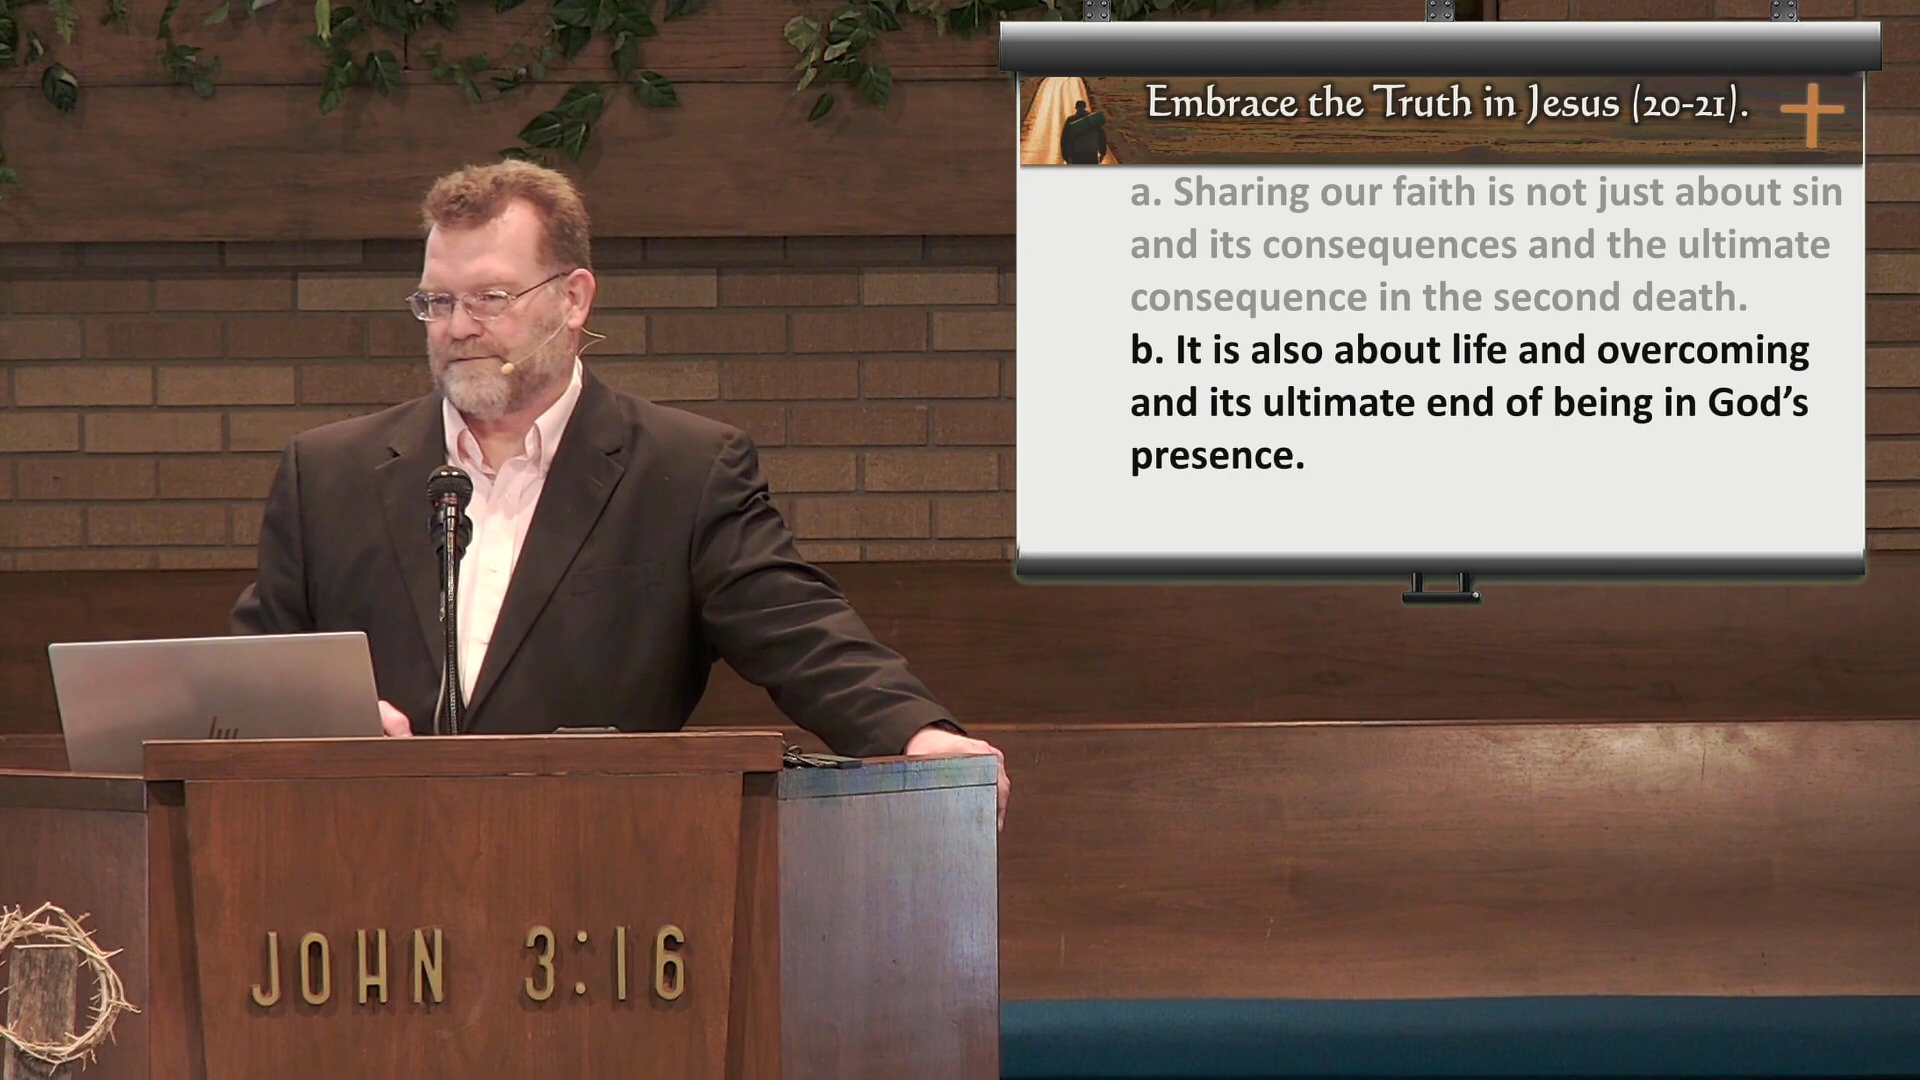 Embrace the Truth in Jesus (20-21).
a. Sharing our faith is not just about sin
and its consequences and the ultimate
consequence in the second death.
b. It is also about life and overcoming
and its ultimate end of being in God’s
presence.
JOHN 3:16